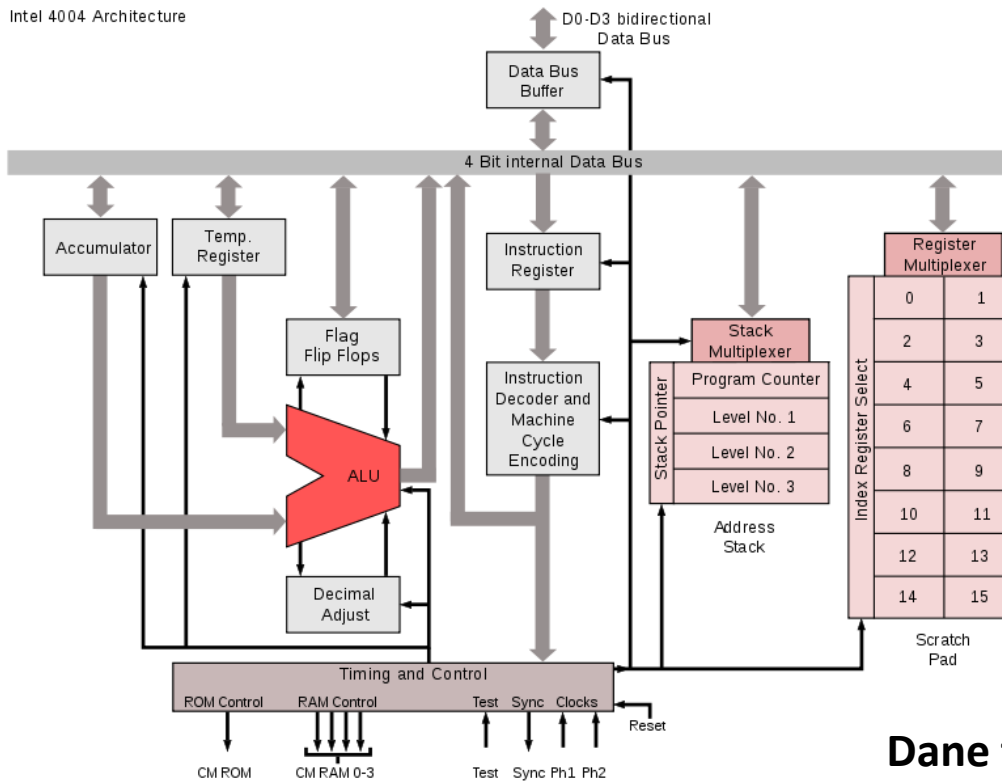 Intel 4004 Architecture
D0-D3 bidirectional
Data Bus
Data Bus
Buffer
4 Bit internal Data Bus
Accumulator
Temp.
Register
Flag
Flip Flops
ALU
Decimal
Adjust
Instruction
Register
Instruction
Decoder and
Machine
Cycle
Encoding
Stack
Multiplexer
Stack Pointer
Program Counter
Level No. 1
Level No. 2
Level No. 3
Address
Stack
Register
Multiplexer
Index Register Select
0 1
2 3
4 5
6 7
8 9
10 11
12 13
14 15
Scratch
Pad
Timing and Control
ROM Control RAM Control Test Sync Clocks
Reset
CM ROM CM RAM 0-3 Test Sync Ph1 Ph2
Dane